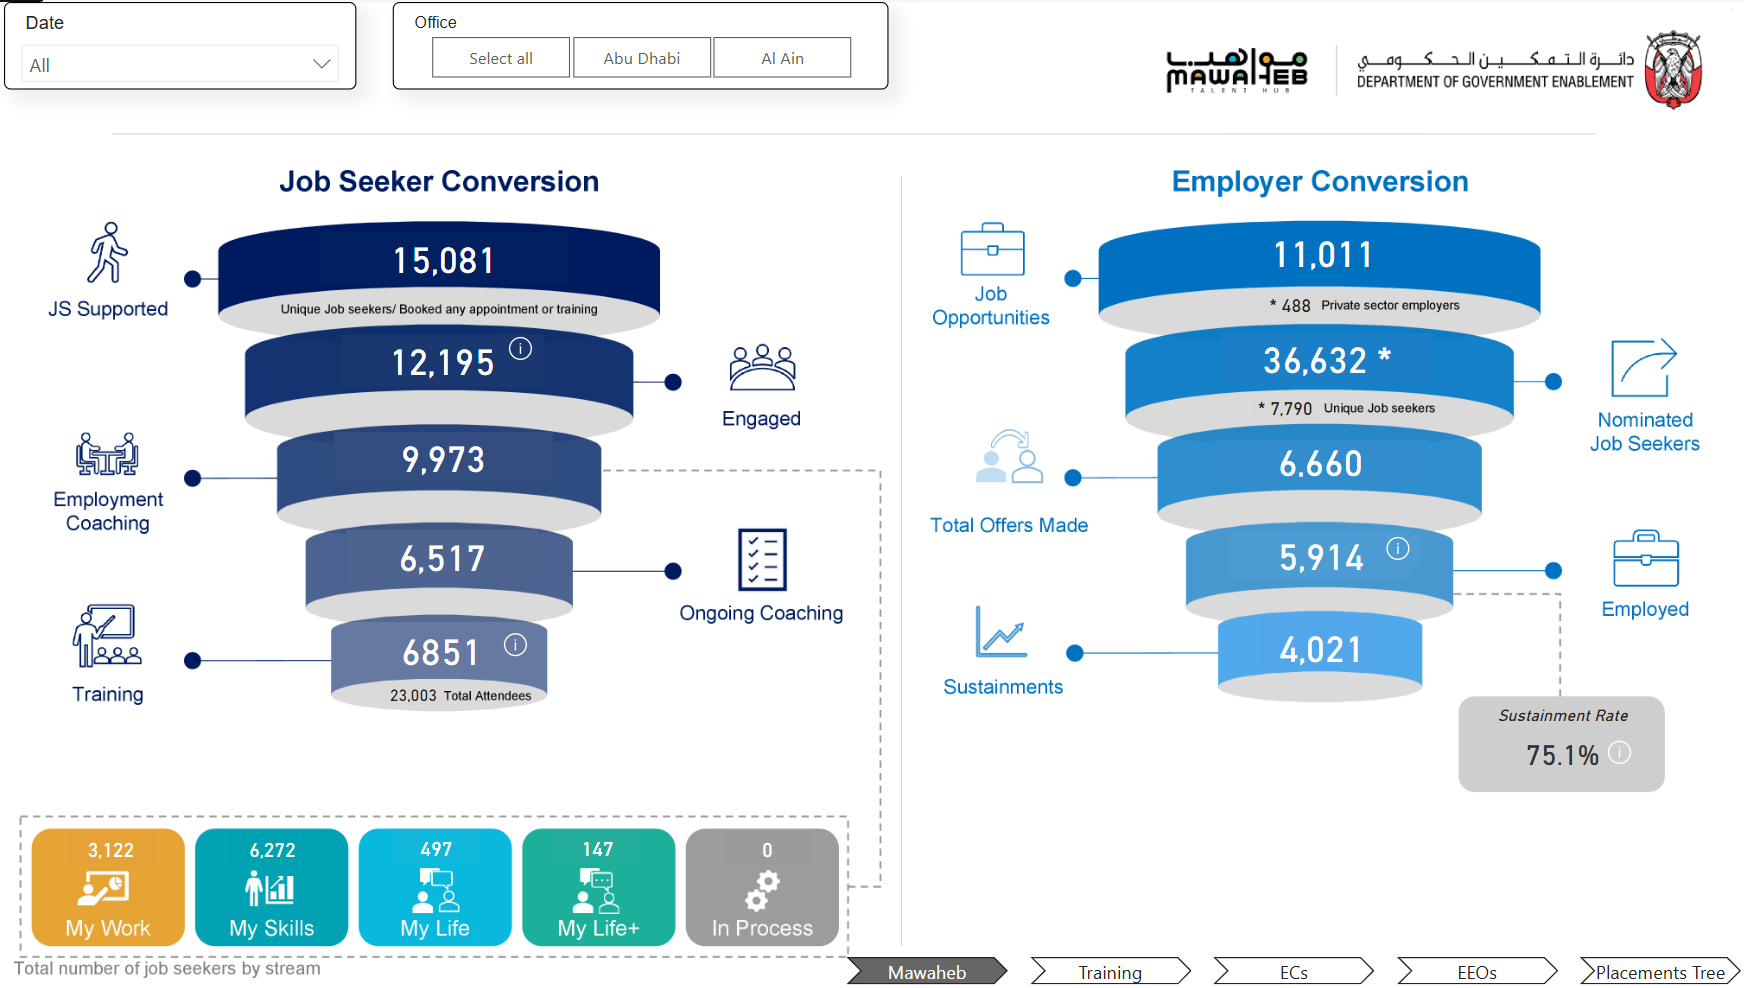 Date
All
Office
Select all
Abu Dhabi
Al Ain
مواهب
MAWAHEB
TALENT HUB
دائرة التمكين الحكومي
DEPARTMENT OF GOVERNMENT ENABLEMENT
Job Seeker Conversion
JS Supported
15,081
Unique Job seekers/ Booked any appointment or training
12,195
Engaged
Employment
Coaching
9,973
6,517
Ongoing Coaching
Training
6851
23,003 Total Attendees
3,122
My Work
6,272
My Skills
497
My Life
147
My Life+
0
In Process
Total number of job seekers by stream
Employer Conversion
Job
Opportunities
11,011
* 488 Private sector employers
36,632 *
* 7,790 Unique Job seekers
Nominated
Job Seekers
Total Offers Made
6,660
5,914
Employed
Sustainments
4,021
Sustainment Rate
75.1%
Mawaheb
Training
ECs
EEOs
Placements Tree